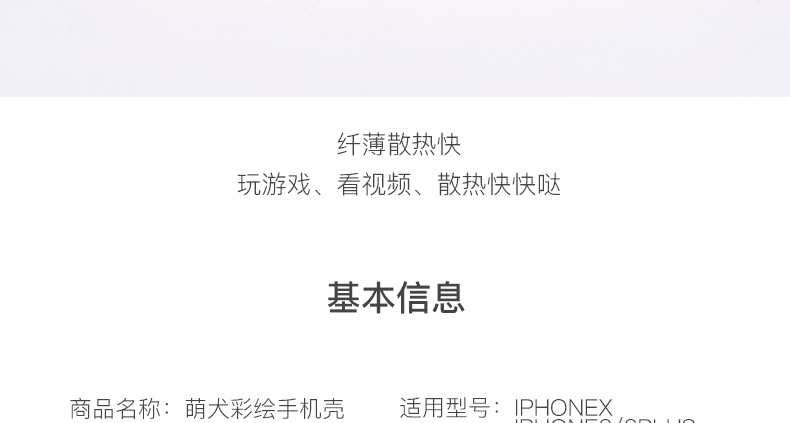 纤薄散热快
玩游戏、看视频、散热快快哒
基本信息
商品名称：萌犬彩绘手机壳
适用型号：IPHONEX